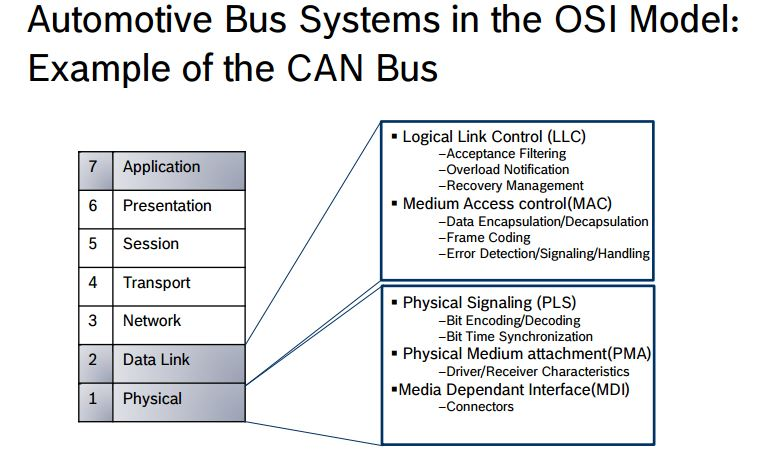 Automotive Bus Systems in the OSI Model:
Example of the CAN Bus
7 Application
6 Presentation
5 Session
4 Transport
3 Network
2 Data Link
1 Physical
▪ Logical Link Control (LLC)
–Acceptance Filtering
–Overload Notification
–Recovery Management
▪ Medium Access control(MAC)
–Data Encapsulation/Decapsulation
–Frame Coding
–Error Detection/Signaling/Handling
▪ Physical Signaling (PLS)
–Bit Encoding/Decoding
–Bit Time Synchronization
▪ Physical Medium attachment(PMA)
–Driver/Receiver Characteristics
▪Media Dependant Interface(MDI)
–Connectors